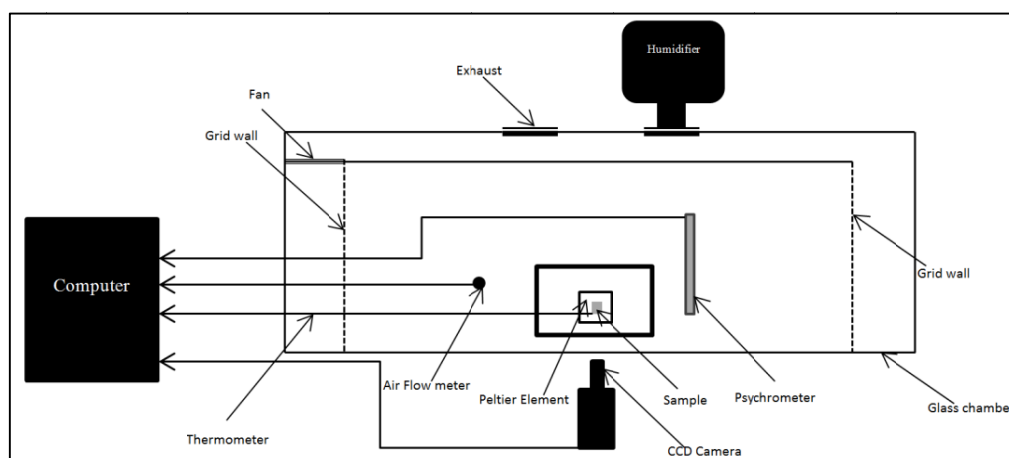 Humidifier
Exhaust
Fan
Grid wall
Grid wall
Computer
Air Flow meter
Peltier Element
Sample
Psychrometer
Glass chamber
Thermometer
CCD Camera